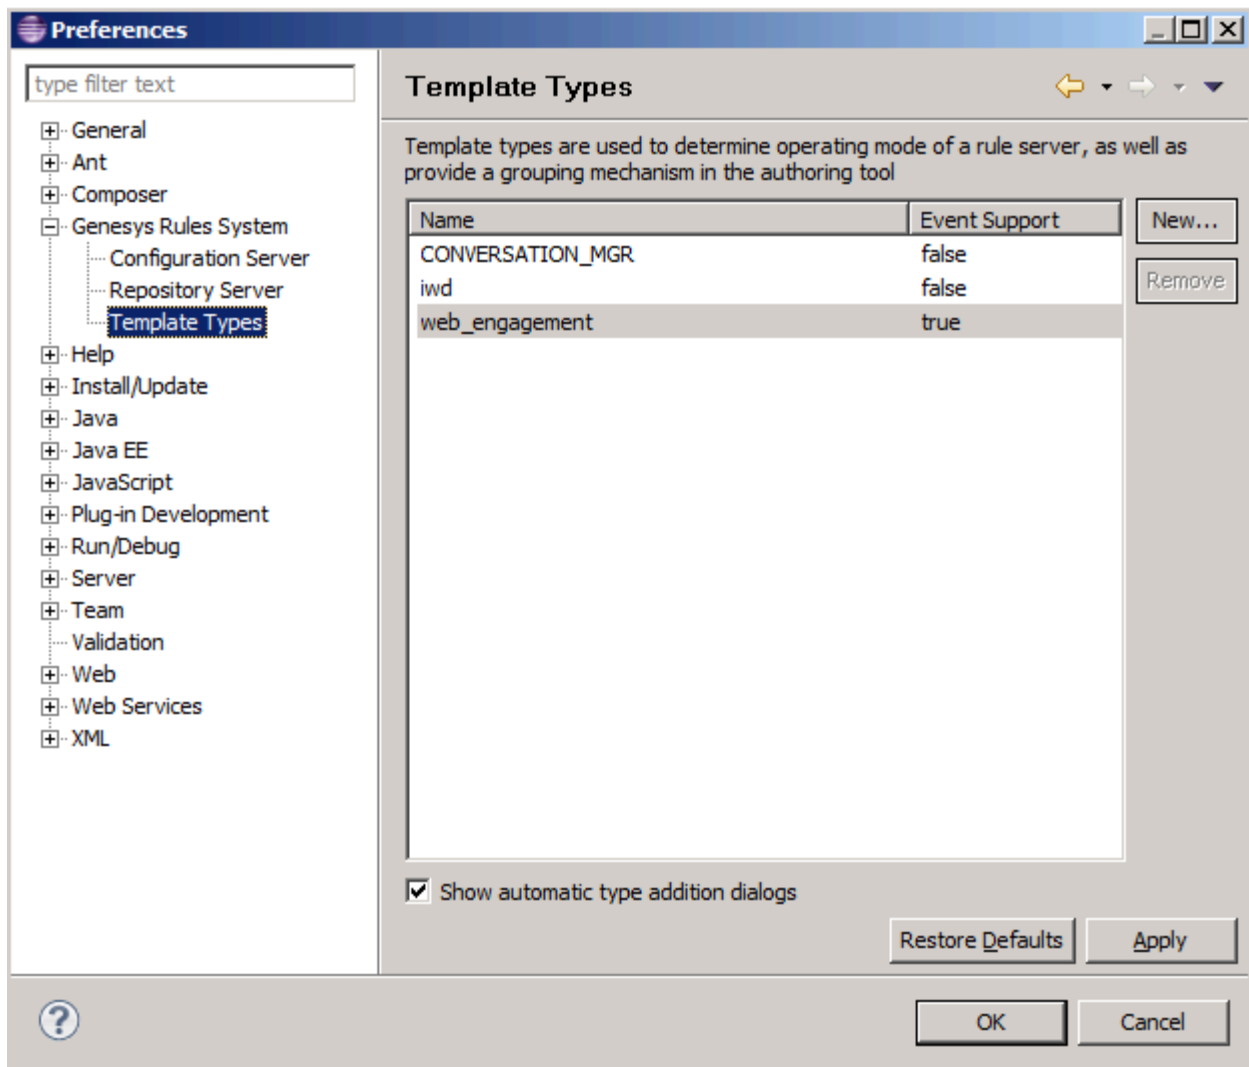 Preferences
type filter text
General
Ant
Composer
Genesys Rules System
Configuration Server
Repository Server
Template Types
Help
Install/Update
Java
Java EE
JavaScript
Plug-in Development
Run/Debug
Server
Team
Validation
Web
Web Services
XML
Template Types
Template types are used to determine operating mode of a rule server, as well as
provide a grouping mechanism in the authoring tool
Name Event Support
CONVERSATION_MGR false
iwd false
web_engagement true
New...
Remove
Show automatic type addition dialogs
Restore Defaults Apply
? OK Cancel